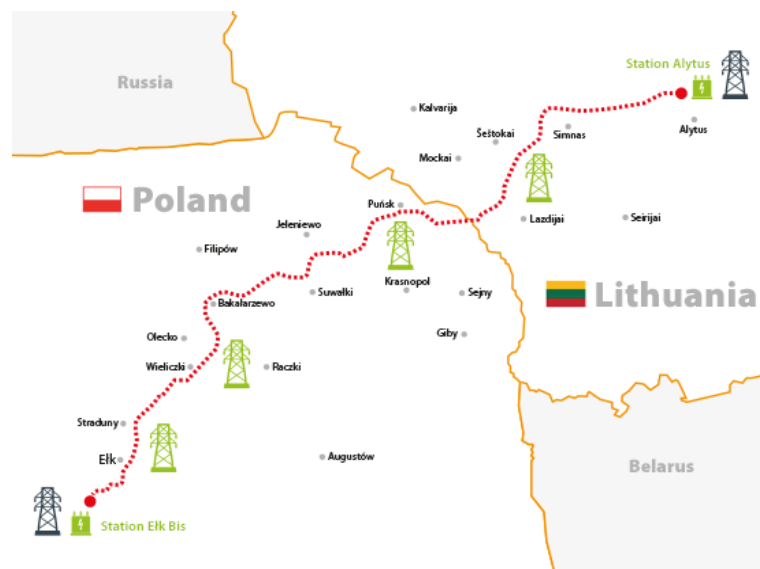 Station Alytus
Russia
Kalvarija
Alytus
Šeštokai
Simnas
Mockai
Poland
Puńsk
Lazdijai
Seirijai
Jeleniewo
Filipów
Krasnopol
Suwałki
Sejny
Lithuania
Bakałarzewo
Olecko
Giby
Wieliczki
Raczki
Straduny
Ełk
Augustów
Belarus
Station Ełk Bis